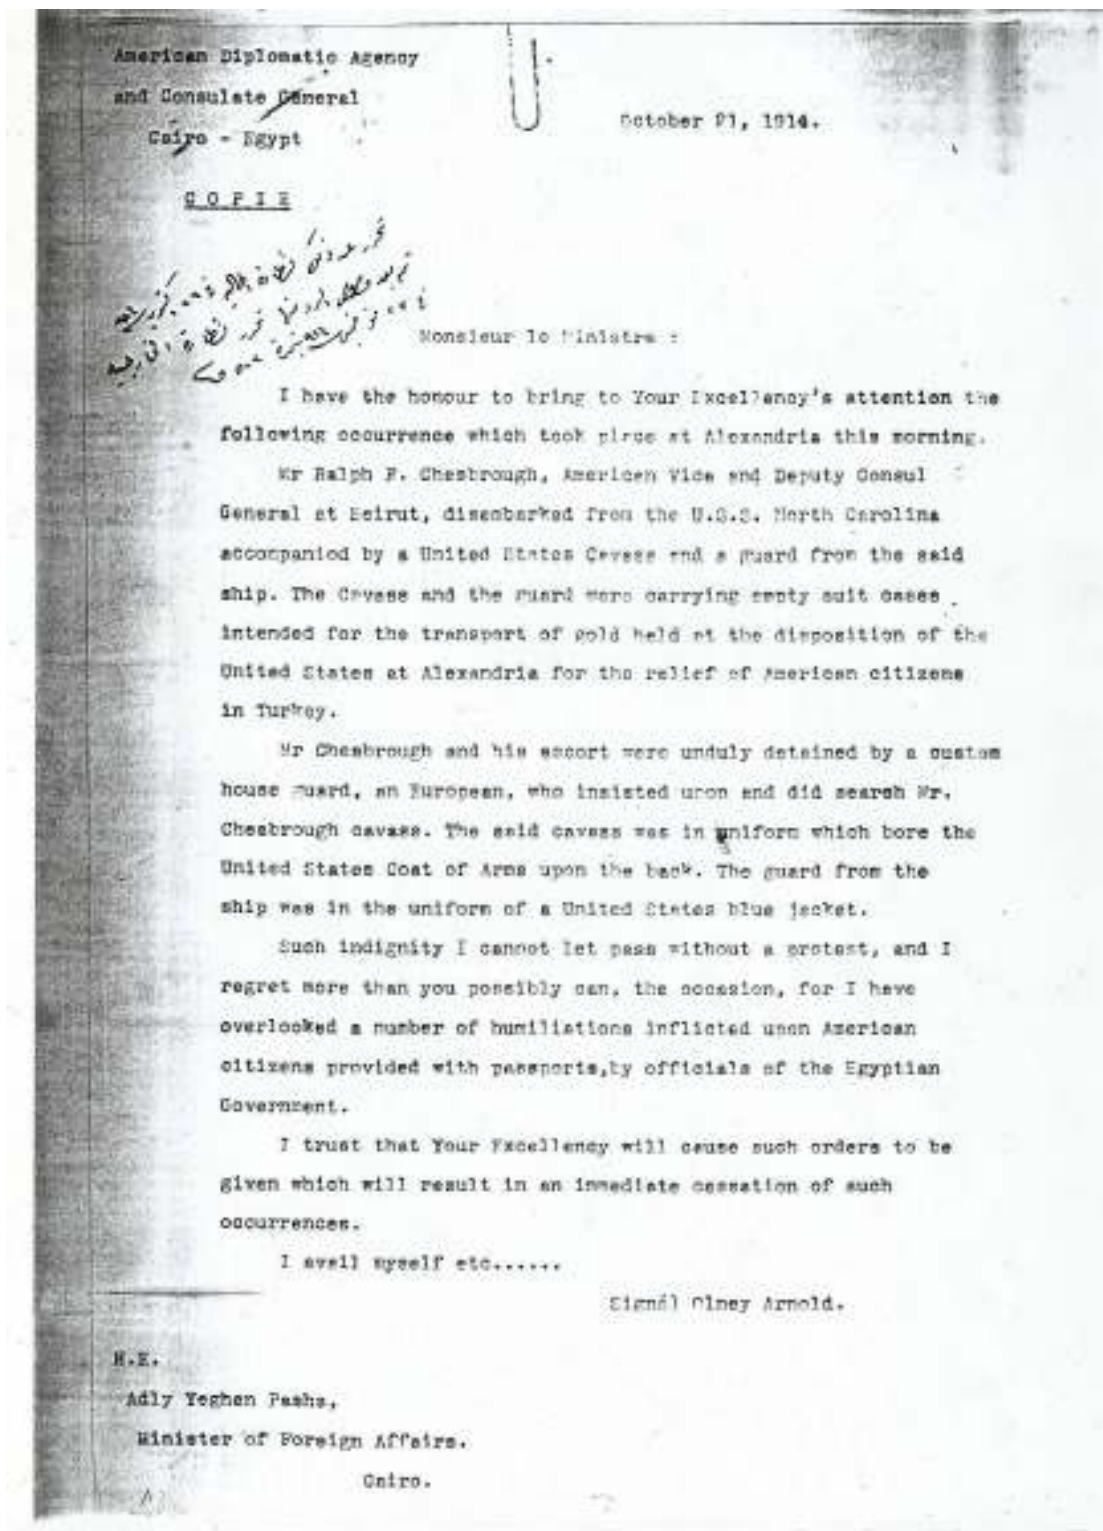 American Diplomatic Agency
and Consulate General
Cairo - Egypt
October 21, 1914.
COPIE
Monsieur le Ministre :
I have the honour to bring to Your Excellency's attention the
following occurrence which took place at Alexandria this morning.
Mr Ralph F. Chesbrough, American Vice and Deputy Consul
General at Beirut, disembarked from the U.S.S. North Carolina
accompanied by a United States Cavass and a guard from the said
ship. The Cavass and the guard were carrying empty suit cases
intended for the transport of gold held at the disposition of the
United States at Alexandria for the relief of American citizens
in Turkey.
Mr Chesbrough and his escort were unduly detained by a custom
house guard, an European, who insisted upon and did search Mr.
Chesbrough cavass. The said cavass was in uniform which bore the
United States Coat of Arms upon the back. The guard from the
ship was in the uniform of a United States blue jacket.
Such indignity I cannot let pass without a protest, and I
regret more than you possibly can, the occasion, for I have
overlooked a number of humiliations inflicted upon American
citizens provided with passports,by officials of the Egyptian
Government.
I trust that Your Excellency will cause such orders to be
given which will result in an immediate cessation of such
occurrences.
I avail myself etc......
Signé) Olney Arnold.
H.E.
Adly Yeghen Pasha,
Minister of Foreign Affairs.
Cairo.